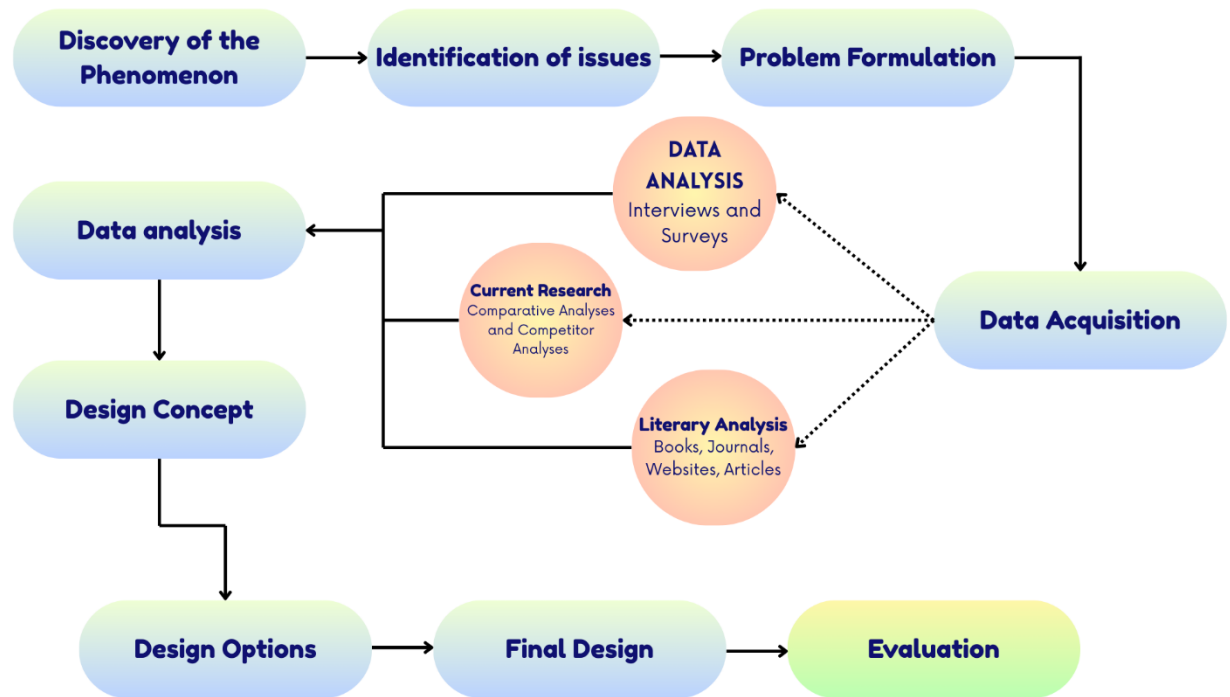 Discovery of the
Phenomenon
Identification of issues
Problem Formulation
DATA
ANALYSIS
Interviews and
Surveys
Data analysis
Current Research
Comparative Analyses
and Competitor
Analyses
Data Acquisition
Design Concept
Literary Analysis
Books, Journals,
Websites, Articles
Design Options
Final Design
Evaluation